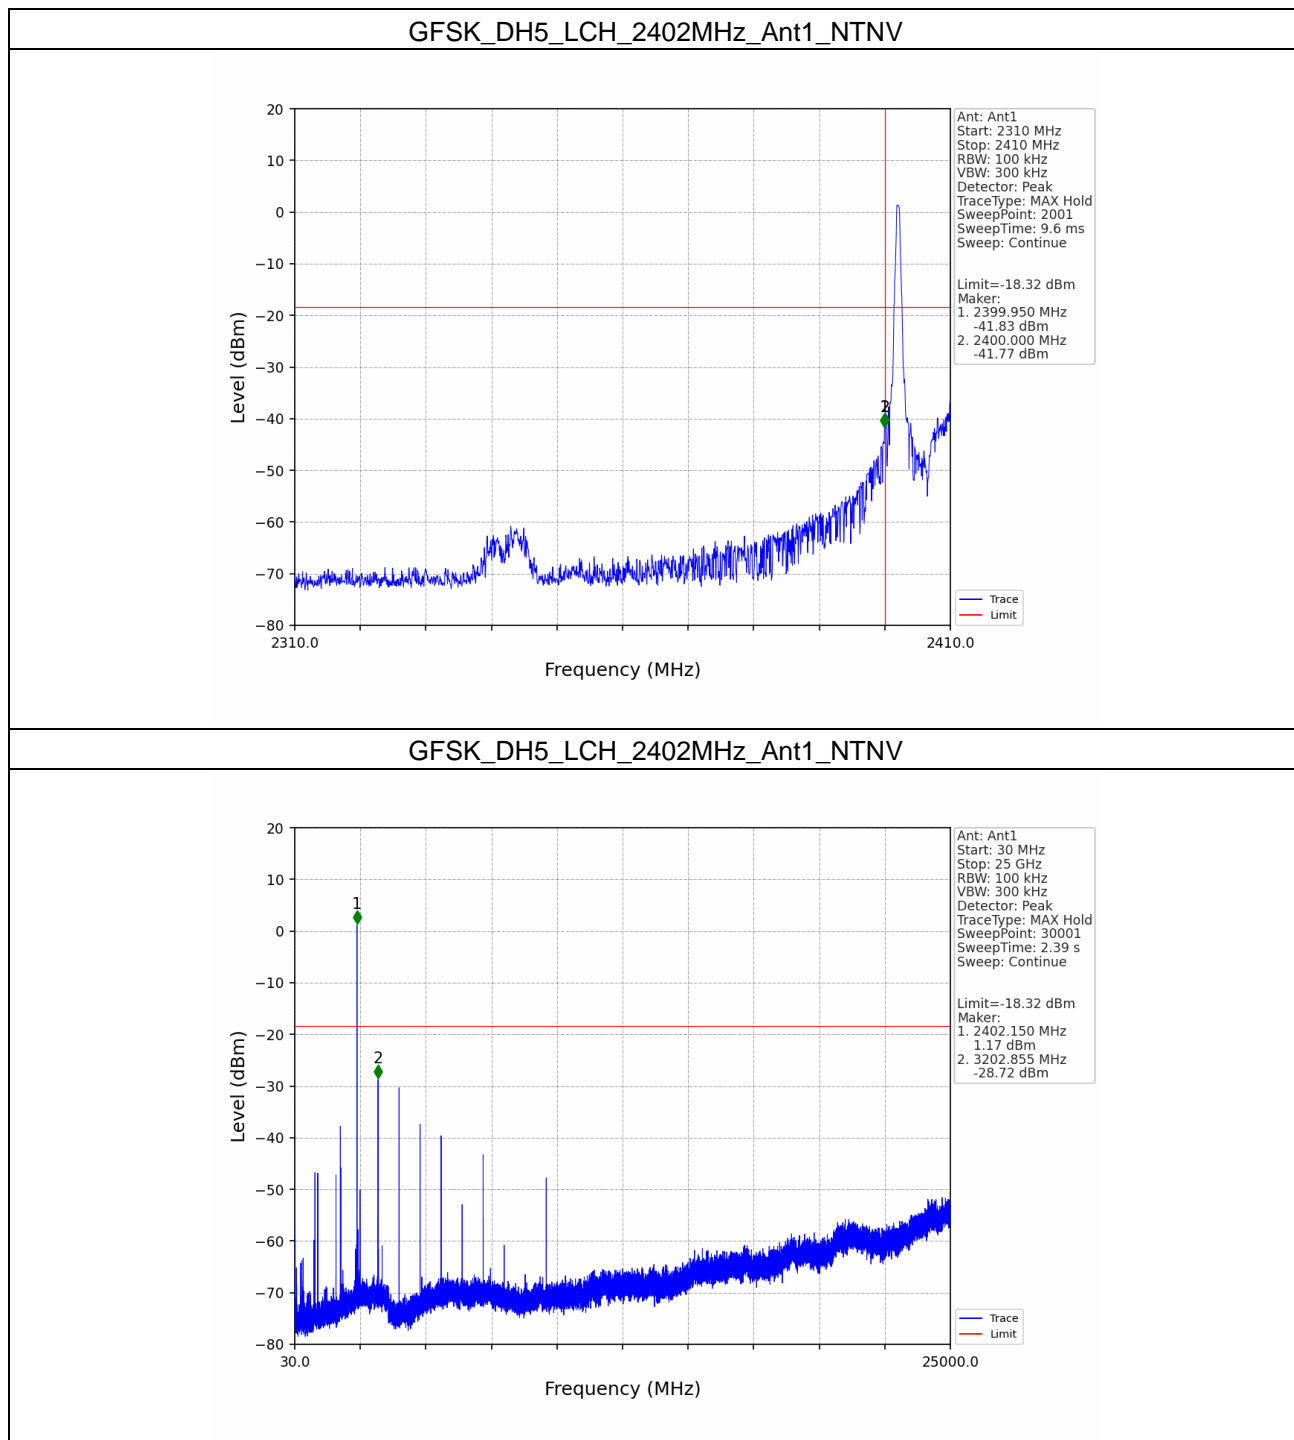 GFSK_DH5_LCH_2402MHz_Ant1_NTNV
20
10
0
−10
−20
−30
−40
−50
−60
−70
−80
Level (dBm)
2310.0
2410.0
Frequency (MHz)
2
Ant: Ant1
Start: 2310 MHz
Stop: 2410 MHz
RBW: 100 kHz
VBW: 300 kHz
Detector: Peak
TraceType: MAX Hold
SweepPoint: 2001
SweepTime: 9.6 ms
Sweep: Continue
Limit=-18.32 dBm
Maker:
1. 2399.950 MHz
-41.83 dBm
2. 2400.000 MHz
-41.77 dBm
Trace
Limit
GFSK_DH5_LCH_2402MHz_Ant1_NTNV
20
10
0
−10
−20
−30
−40
−50
−60
−70
−80
Level (dBm)
30.0
25000.0
Frequency (MHz)
1
2
Ant: Ant1
Start: 30 MHz
Stop: 25 GHz
RBW: 100 kHz
VBW: 300 kHz
Detector: Peak
TraceType: MAX Hold
SweepPoint: 30001
SweepTime: 2.39 s
Sweep: Continue
Limit=-18.32 dBm
Maker:
1. 2402.150 MHz
1.17 dBm
2. 3202.855 MHz
-28.72 dBm
Trace
Limit